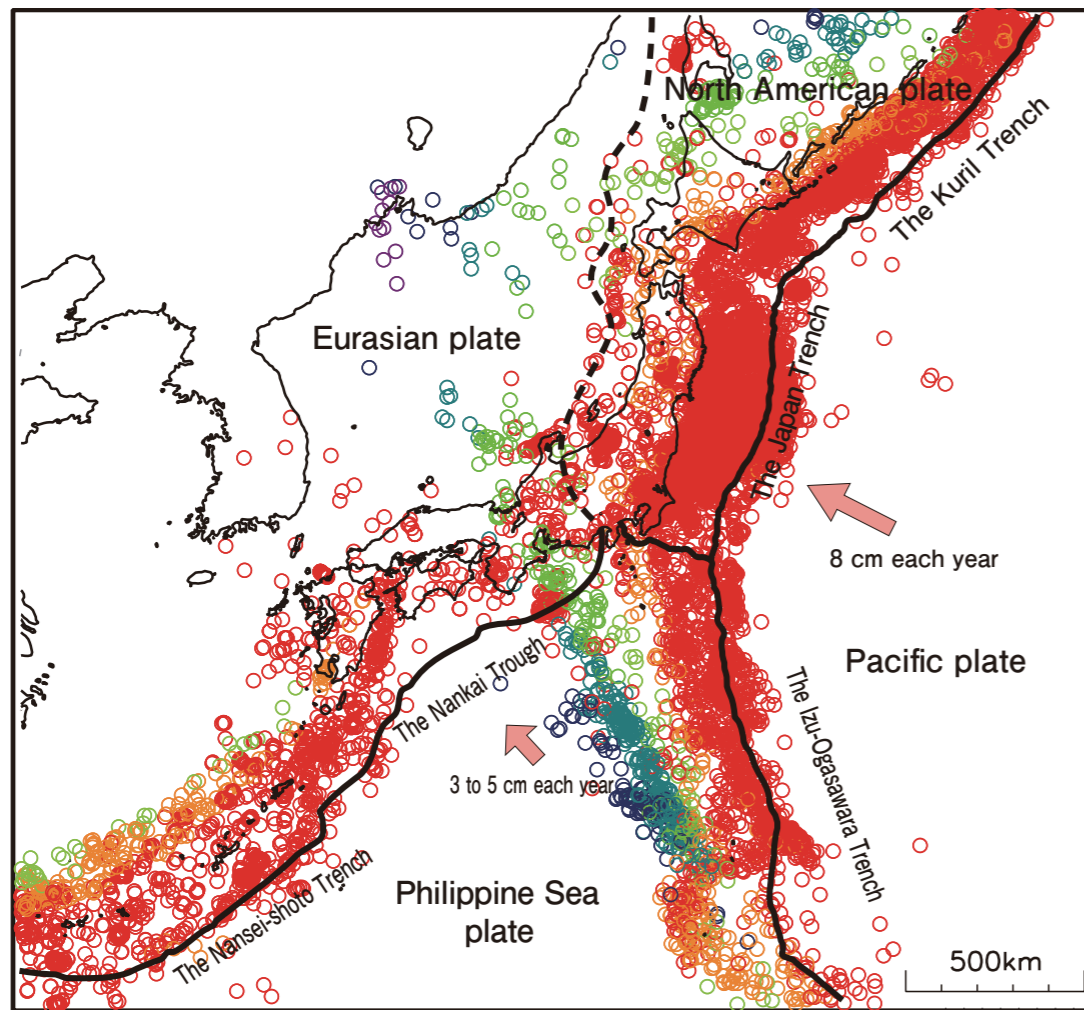 North American plate
The Kuril Trench
Eurasian plate
The Japan Trench
8 cm each year
Pacific plate
The Nankai Trough
The Izu-Ogasawara Trench
3 to 5 cm each year
The Nansei-shoto Trench
Philippine Sea
plate
500km